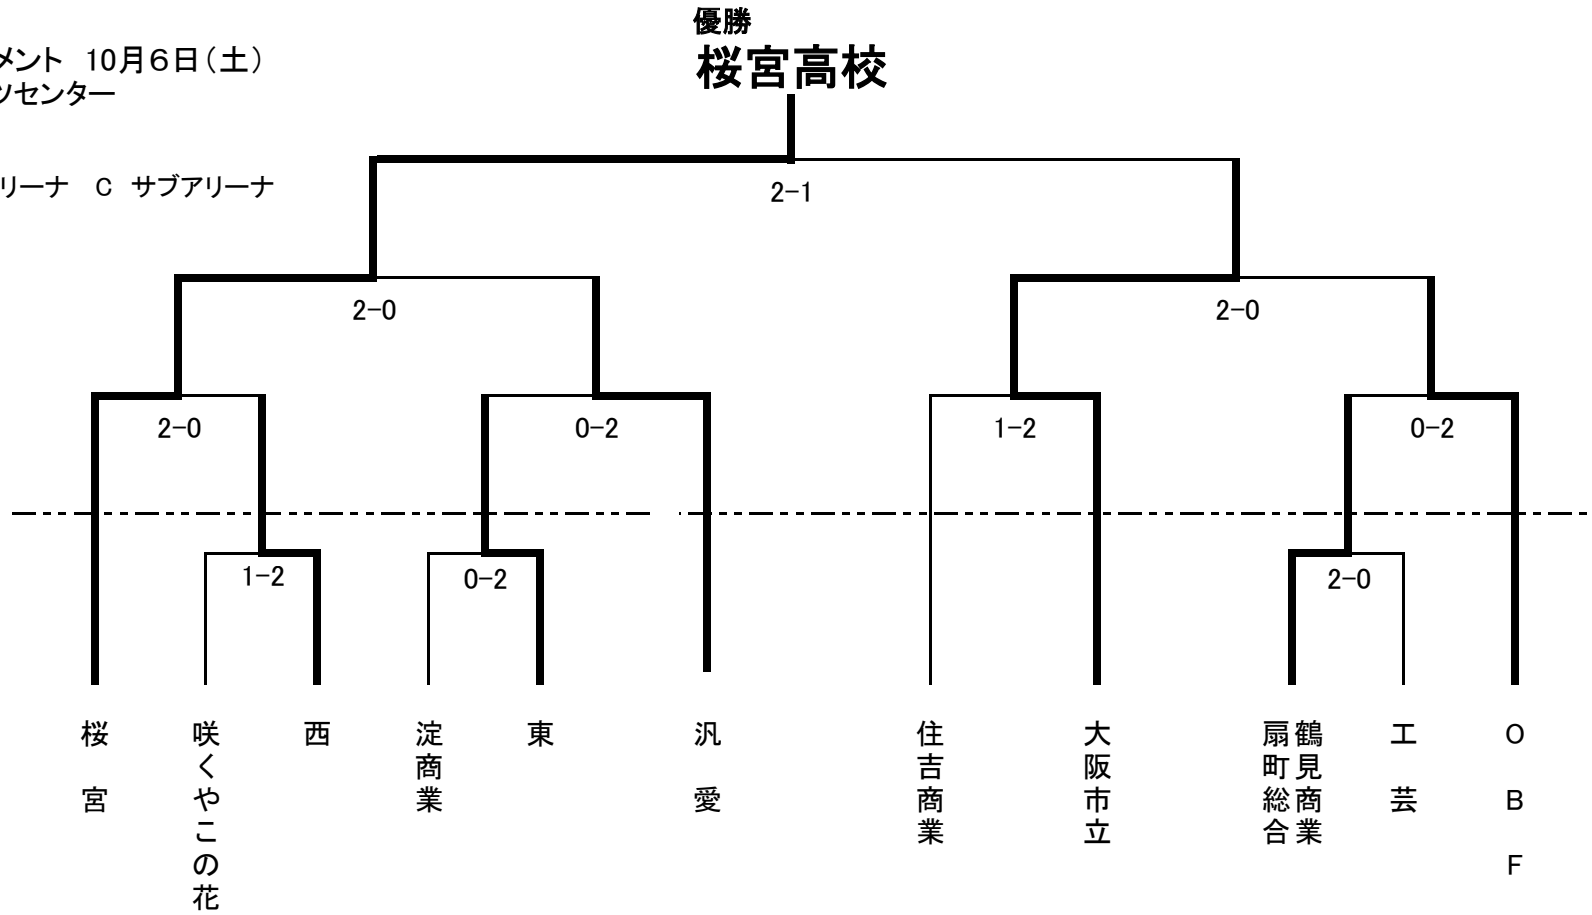 優勝
桜宮高校
メント 10月６日（土）
ツセンター
リーナ C サブアリーナ
2-1
2-0
2-0
2-0
0-2
1-2
0-2
1-2
0-2
2-0
桜宮
咲くやこの花
西
淀商業
東
汎愛
住吉商業
大阪市立
鶴見商業
扇町総合
工芸
OBF